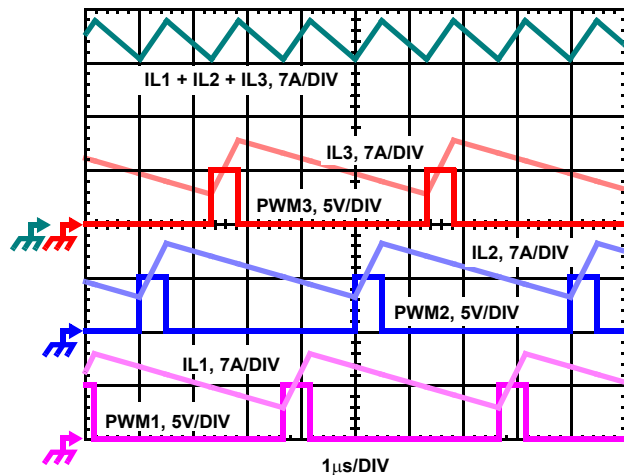 IL1 + IL2 + IL3, 7A/DIV
IL3, 7A/DIV
PWM3, 5V/DIV
IL2, 7A/DIV
PWM2, 5V/DIV
IL1, 7A/DIV
PWM1, 5V/DIV
1μs/DIV